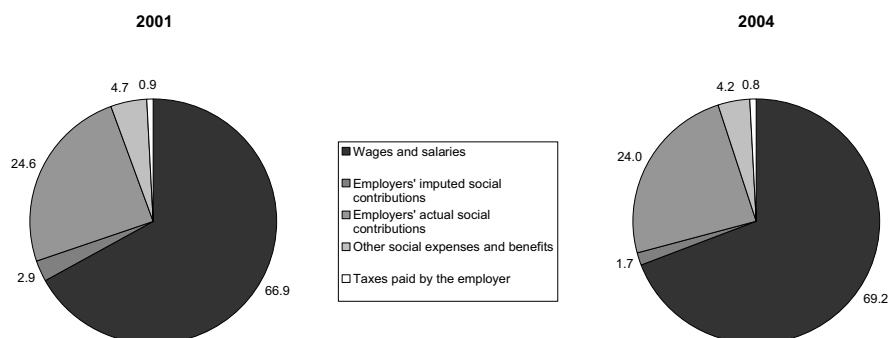 2001
2004
4.7
0.9
24.6
2.9
66.9
Wages and salaries
Employers' imputed social
contributions
Employers' actual social
contributions
Other social expenses and benefits
Taxes paid by the employer
4.2
0.8
24.0
1.7
69.2